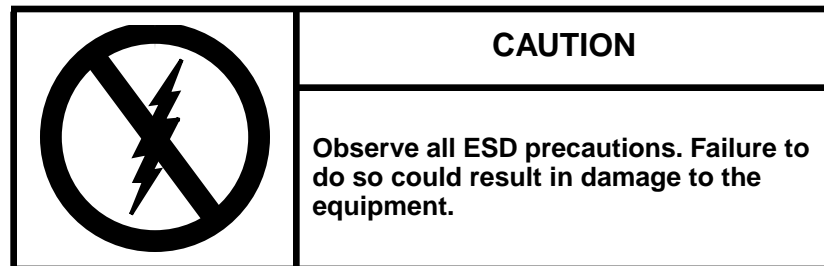 CAUTION
Observe all ESD precautions. Failure to
do so could result in damage to the
equipment.